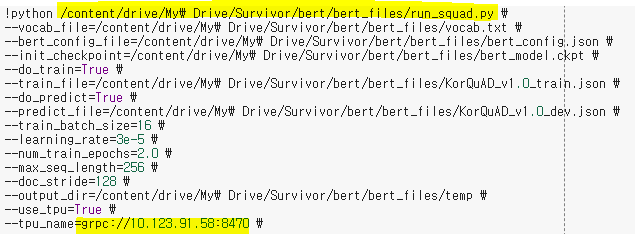 !python /content/drive/My₩ Drive/Survivor/bert/bert_files/run_squad.py ₩
--vocab_file=/content/drive/My₩ Drive/Survivor/bert/bert_files/vocab.txt ₩
--bert_config_file=/content/drive/My₩ Drive/Survivor/bert/bert_files/bert_config.json ₩
--init_checkpoint=/content/drive/My₩ Drive/Survivor/bert/bert_files/bert_model.ckpt ₩
--do_train=True ₩
--train_file=/content/drive/My₩ Drive/Survivor/bert/bert_files/KorQuAD_v1.0_train.json ₩
--do_predict=True ₩
--predict_file=/content/drive/My₩ Drive/Survivor/bert/bert_files/KorQuAD_v1.0_dev.json ₩
--train_batch_size=16 ₩
--learning_rate=3e-5 ₩
--num_train_epochs=2.0 ₩
--max_seq_length=256 ₩
--doc_stride=128 ₩
--output_dir=/content/drive/My₩ Drive/Survivor/bert/bert_files/temp ₩
--use_tpu=True ₩
--tpu_name=grpc://10.123.91.58:8470 ₩